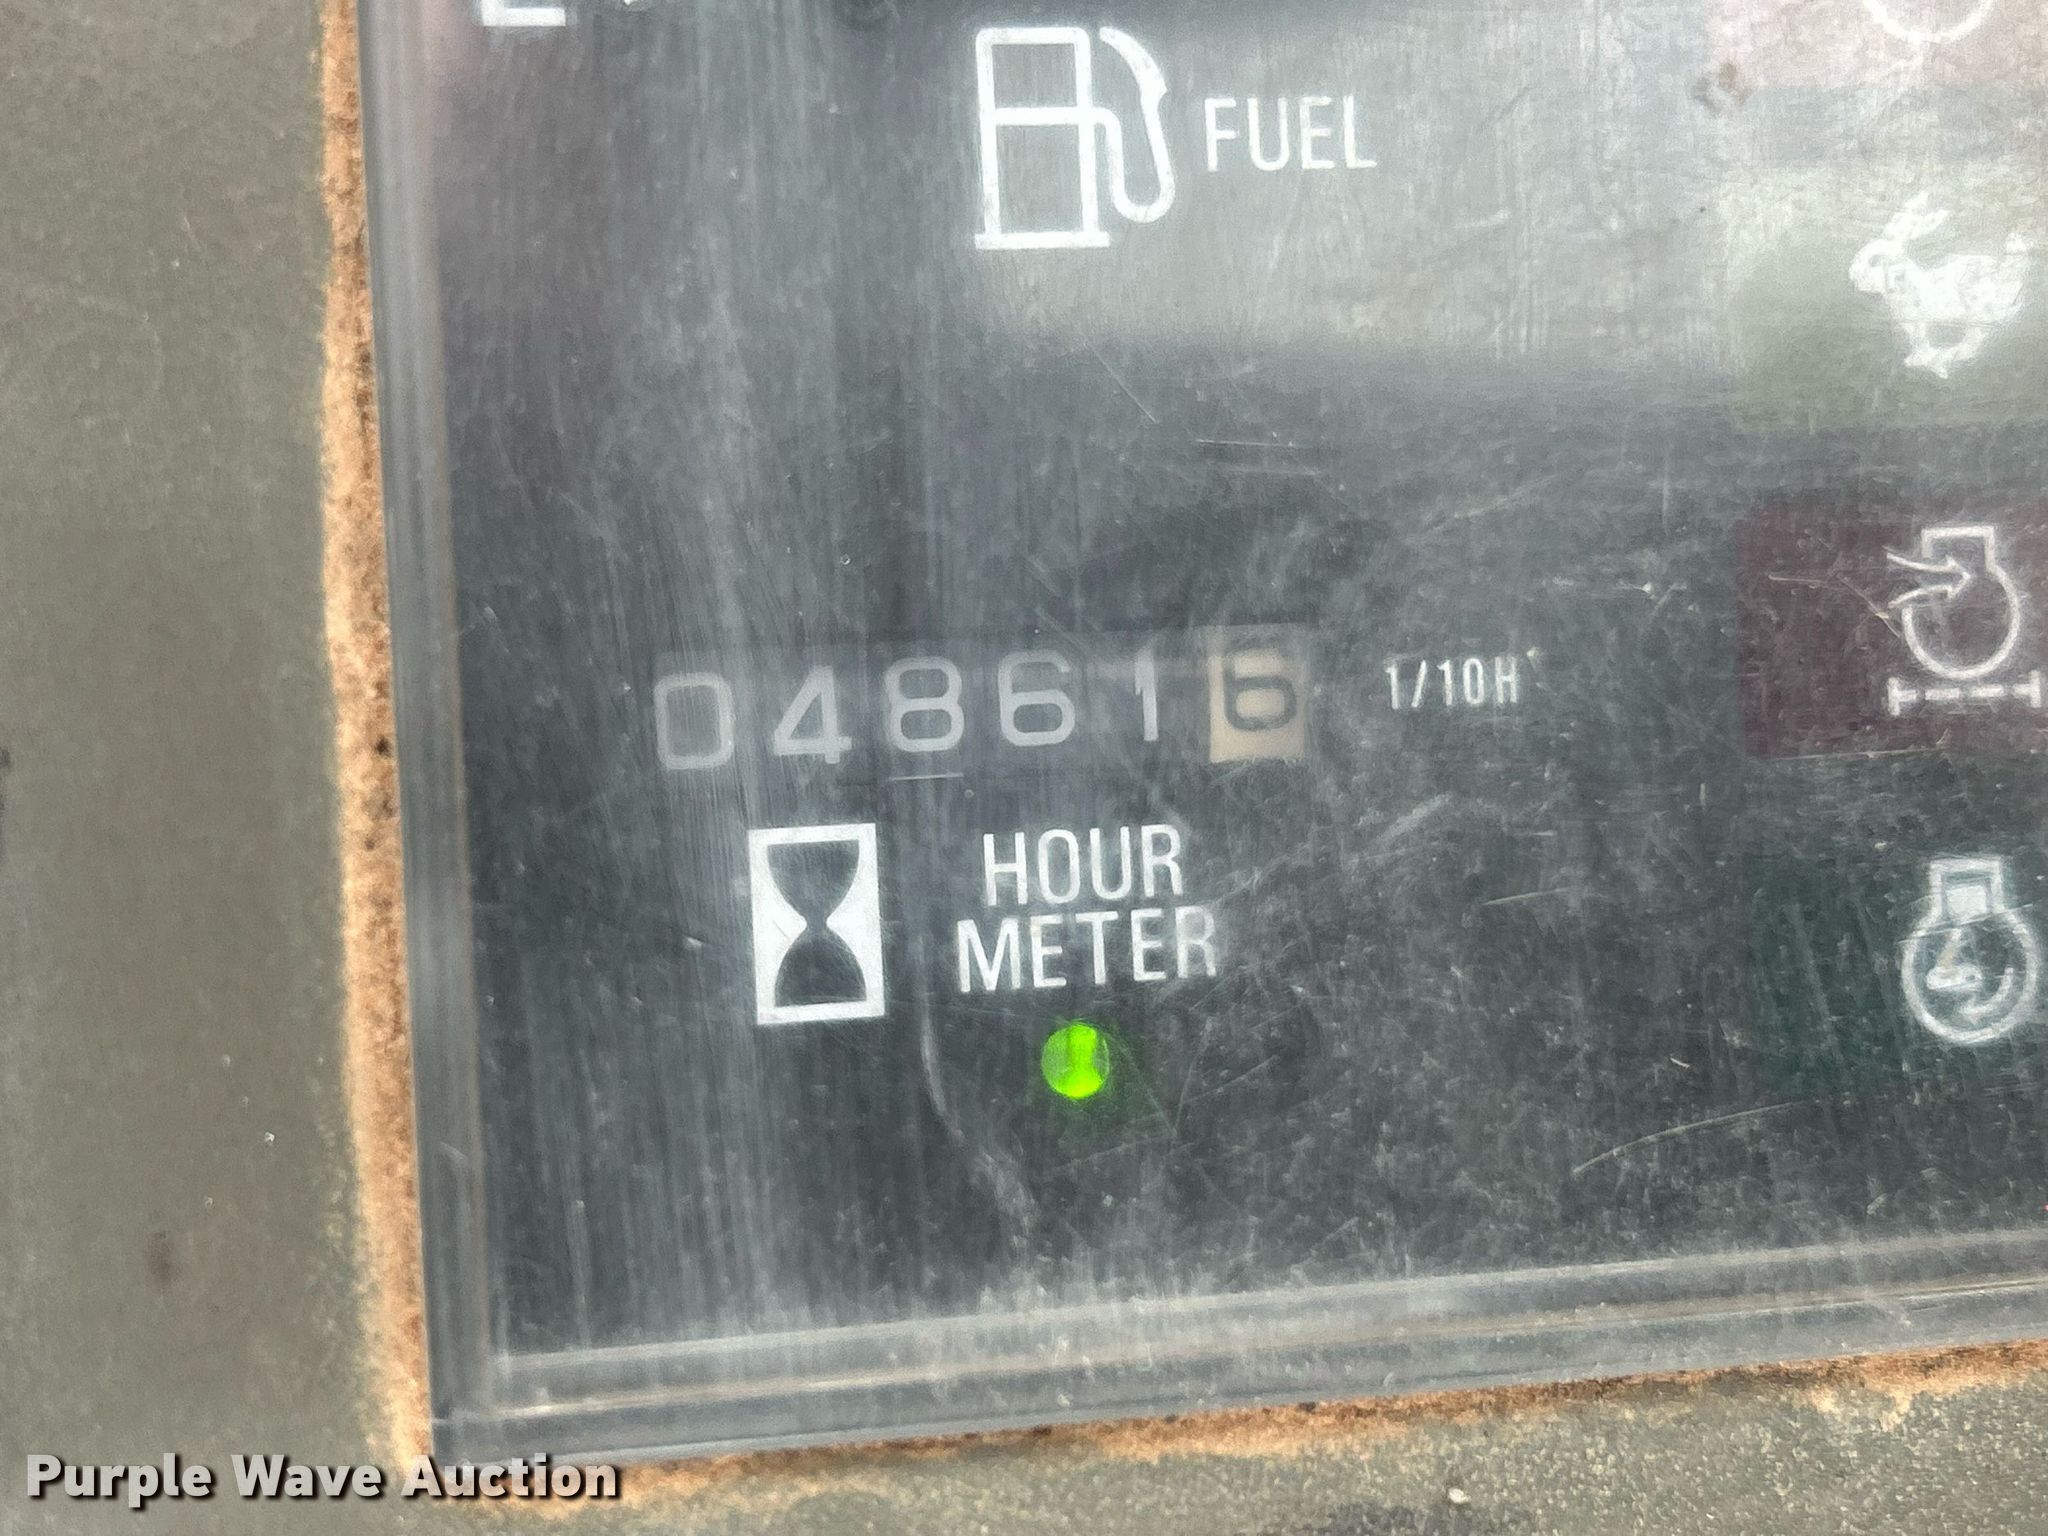 FUEL
048616 1/10H
HOUR
METER
Purple Wave Auction